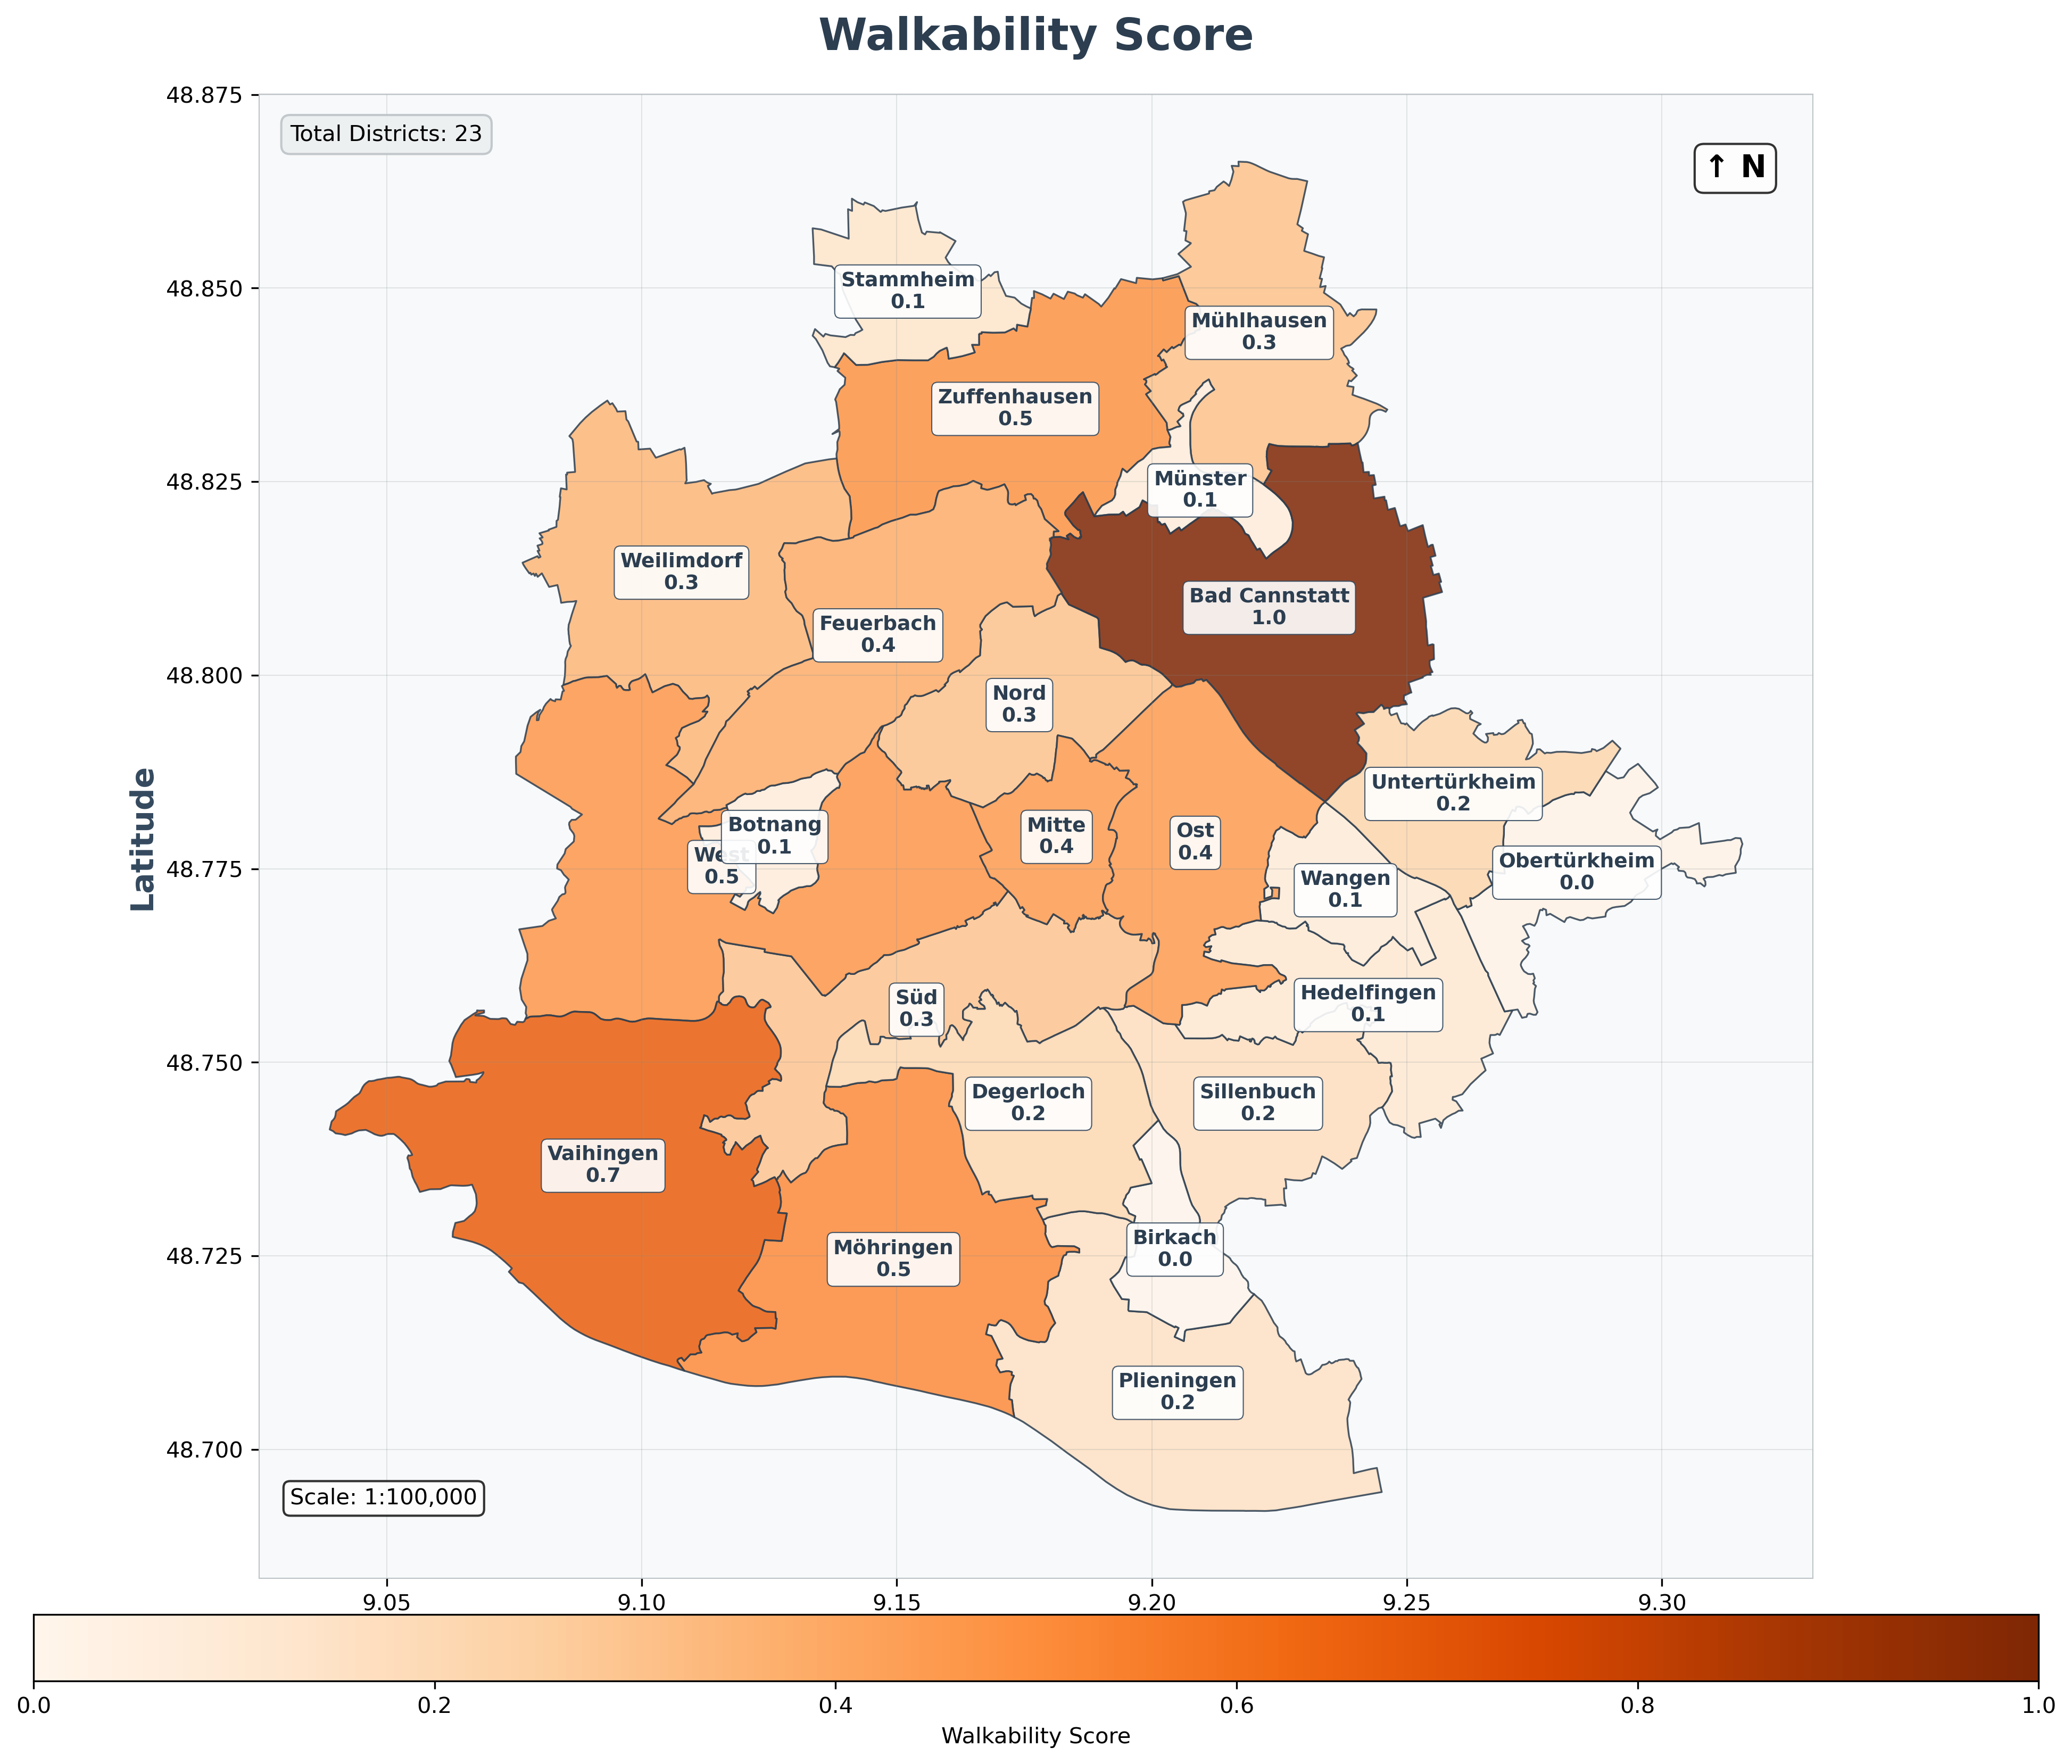 Walkability Score
48.875
Total Districts: 23
↑ N
48.850
Stammheim
0.1
Mühlhausen
0.3
Zuffenhausen
0.5
48.825
Münster
0.1
Weilimdorf
0.3
Bad Cannstatt
1.0
Feuerbach
0.4
48.800
Nord
0.3
Untertürkheim
0.2
Botnang
0.1
Mitte
0.4
Ost
0.4
West
0.5
48.775
Obertürkheim
0.0
Wangen
0.1
Latitude
Süd
0.3
Hedelfingen
0.1
48.750
Degerloch
0.2
Sillenbuch
0.2
Vaihingen
0.7
48.725
Möhringen
0.5
Birkach
0.0
Plieningen
0.2
48.700
Scale: 1:100,000
9.05 9.10 9.15 9.20 9.25 9.30
0.0 0.2 0.4 0.6 0.8 1.0
Walkability Score